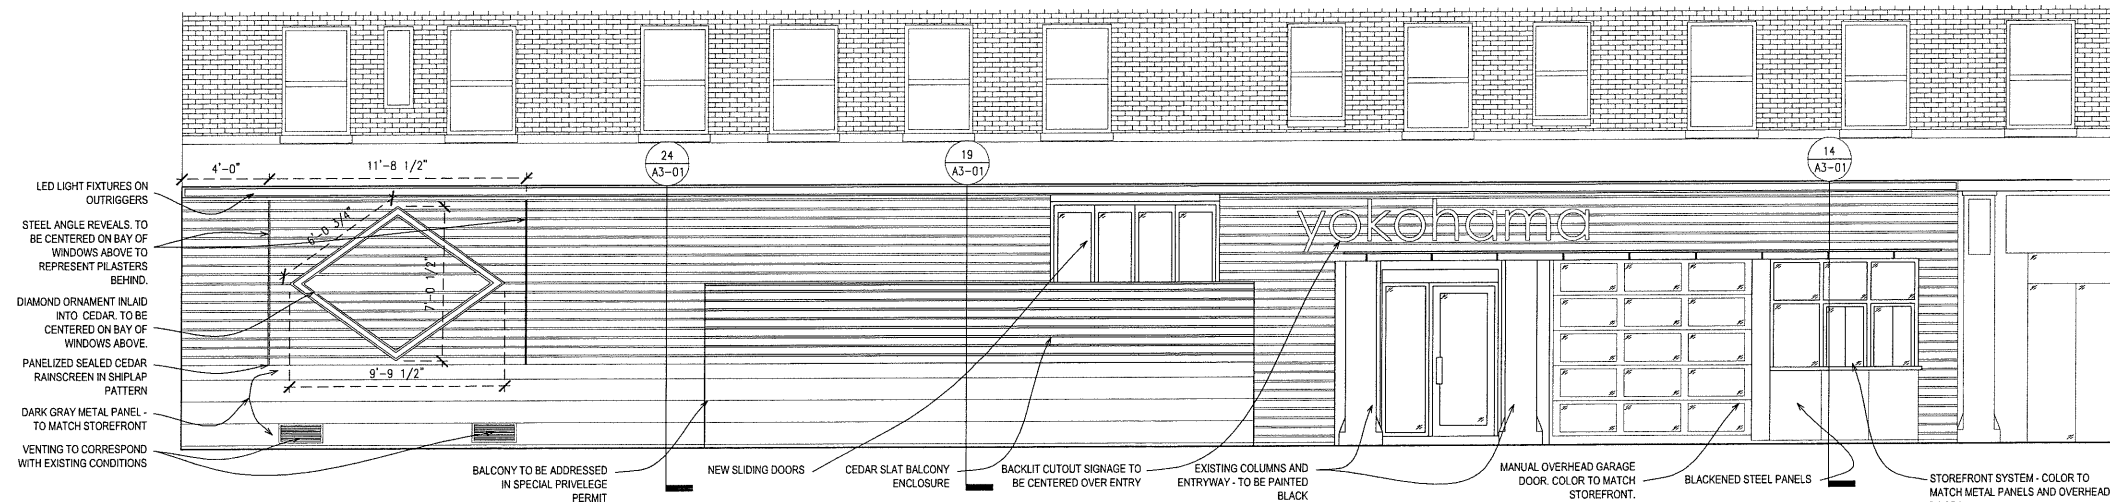 24
A3-01
19
A3-01
14
A3-01
4'-0"
11'-8 1/2"
6'-0 3/4"
7'-0 1/2"
9'-9 1/2"
yokohama
LED LIGHT FIXTURES ON
OUTRIGGERS
STEEL ANGLE REVEALS. TO
BE CENTERED ON BAY OF
WINDOWS ABOVE TO
REPRESENT PILASTERS
BEHIND.
DIAMOND ORNAMENT INLAID
INTO CEDAR. TO BE
CENTERED ON BAY OF
WINDOWS ABOVE.
PANELIZED SEALED CEDAR
RAINSCREEN IN SHIPLAP
PATTERN
DARK GRAY METAL PANEL -
TO MATCH STOREFRONT
VENTING TO CORRESPOND
WITH EXISTING CONDITIONS
BALCONY TO BE ADDRESSED
IN SPECIAL PRIVELEGE
PERMIT
NEW SLIDING DOORS
CEDAR SLAT BALCONY
ENCLOSURE
BACKLIT CUTOUT SIGNAGE TO
BE CENTERED OVER ENTRY
EXISTING COLUMNS AND
ENTRYWAY - TO BE PAINTED
BLACK
MANUAL OVERHEAD GARAGE
DOOR. COLOR TO MATCH
STOREFRONT.
BLACKENED STEEL PANELS
STOREFRONT SYSTEM - COLOR TO
MATCH METAL PANELS AND OVERHEAD